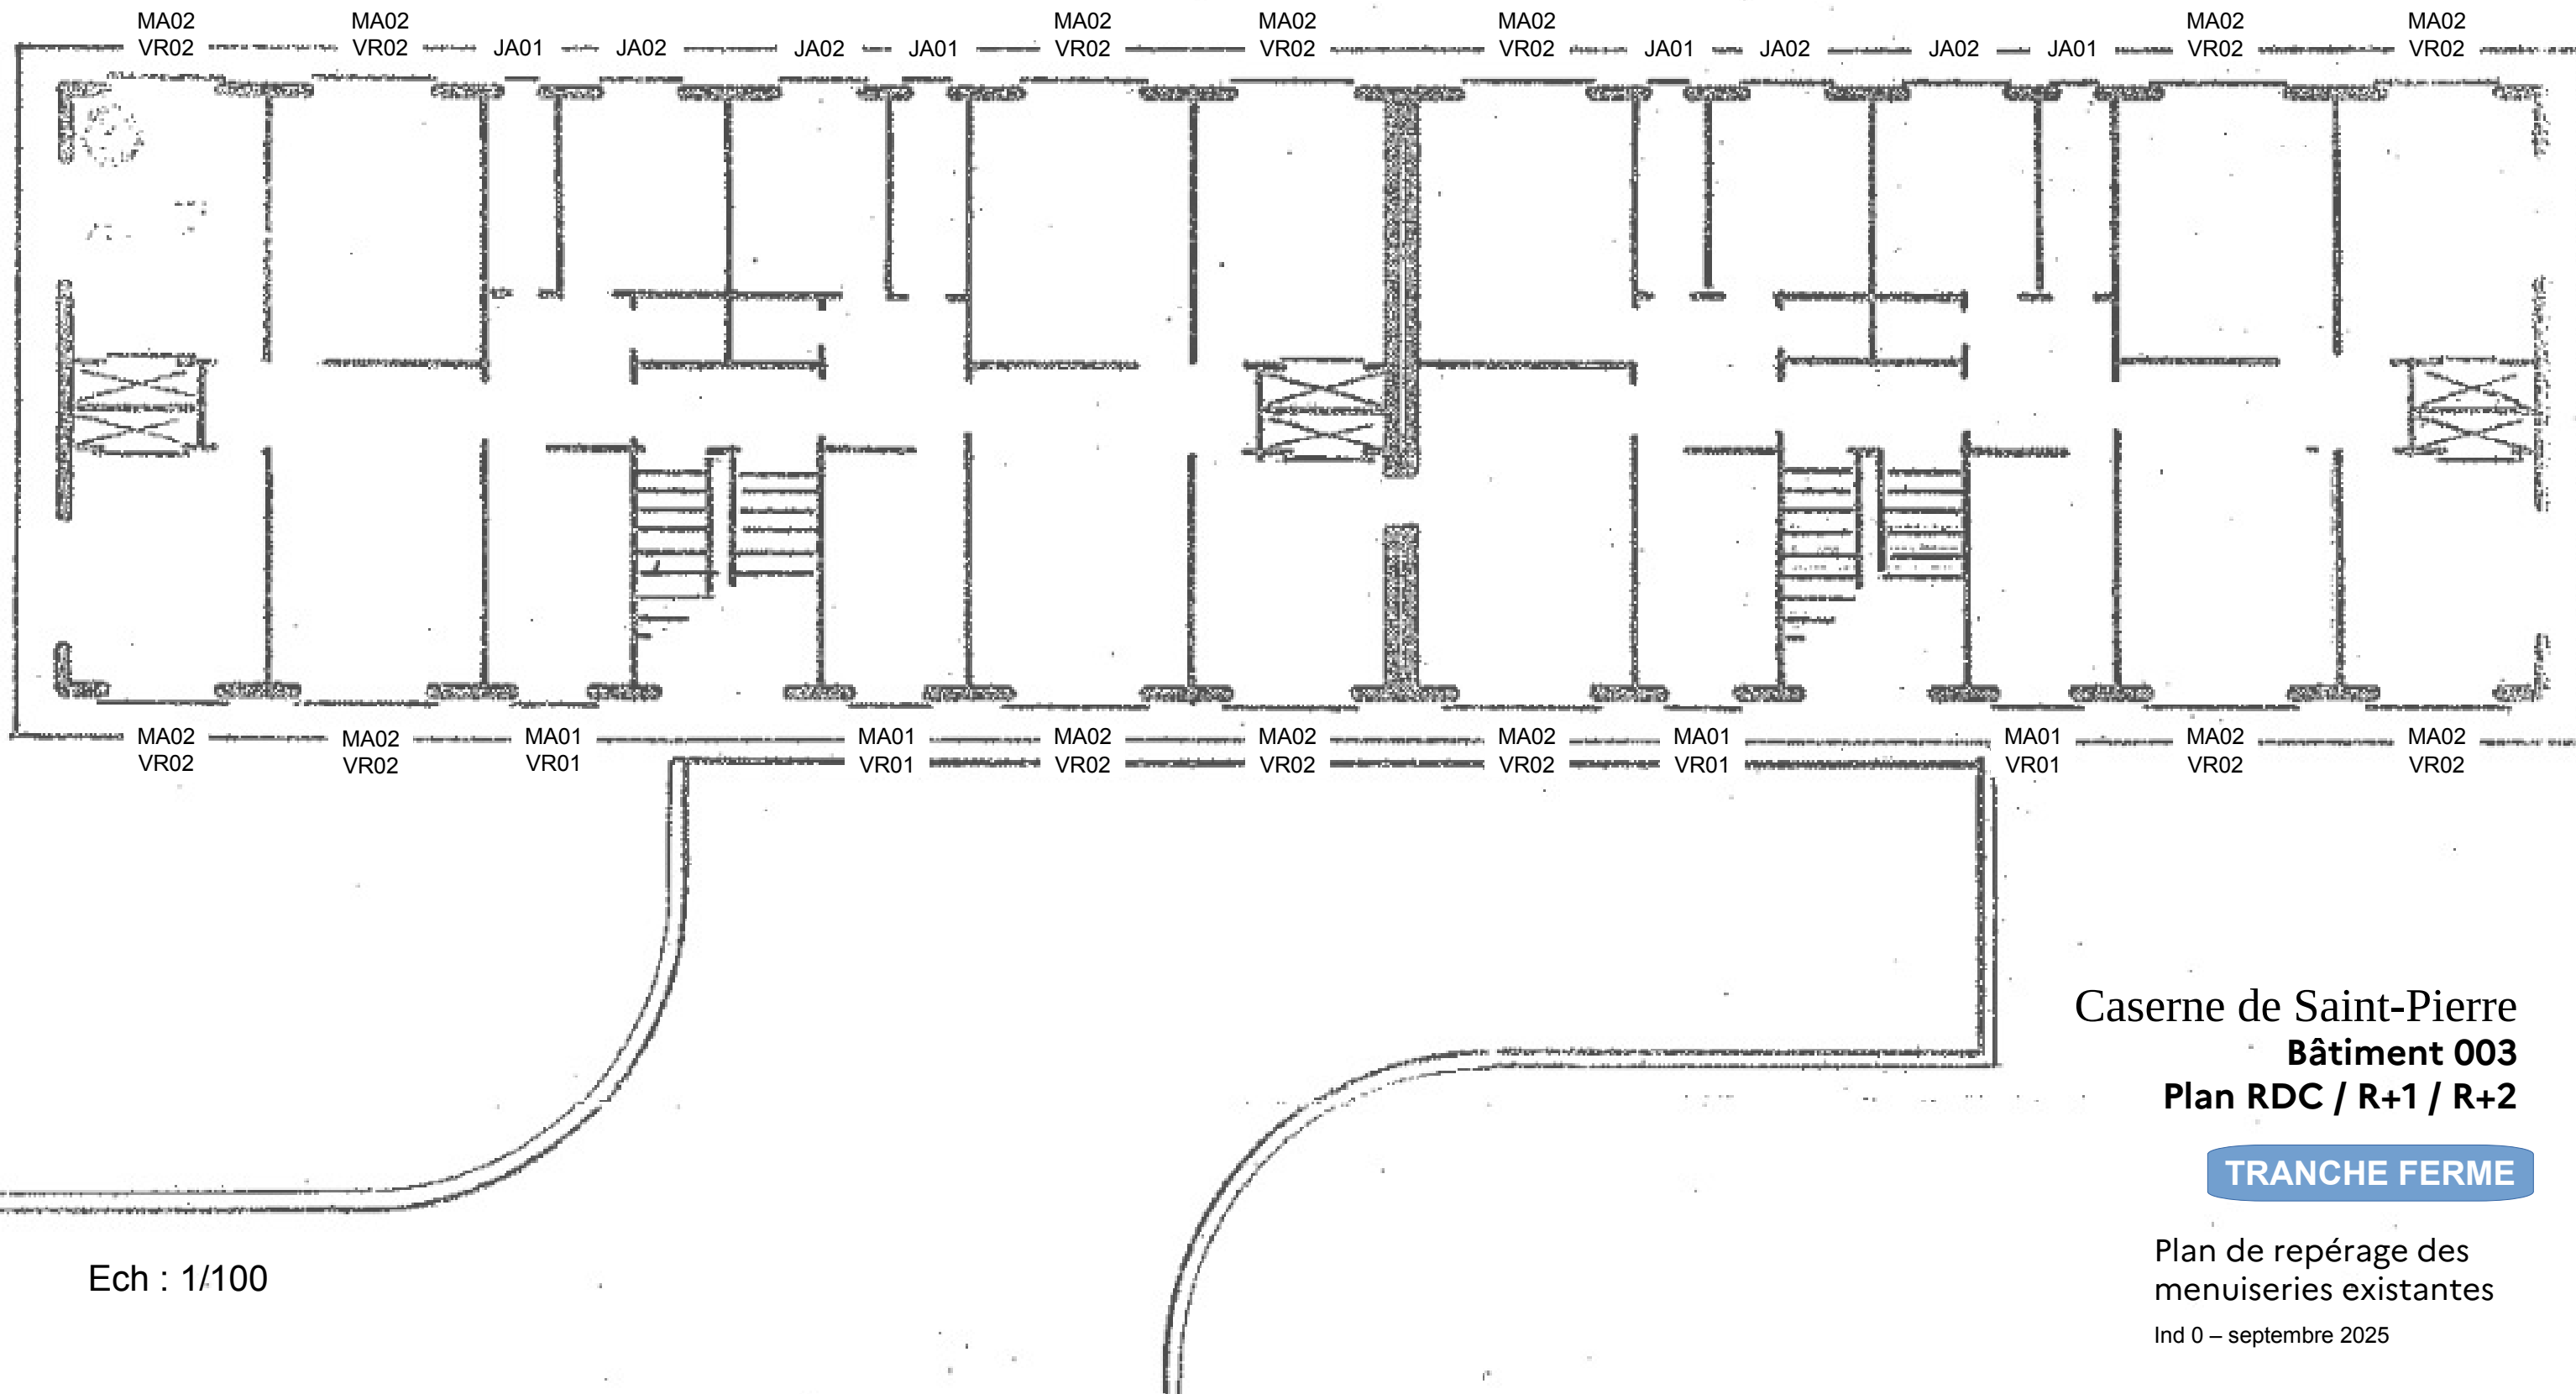 MA02 MA02 MA02 MA02 MA02 MA02 MA02
VR02 VR02 JA01 JA02 JA02 JA01 VR02 VR02 VR02 JA01 JA02 JA02 JA01 VR02 VR02
MA02 MA02 MA01 MA01 MA02 MA02 MA02 MA01 MA01 MA02 MA02
VR02 VR02 VR01 VR01 VR02 VR02 VR02 VR01 VR01 VR02 VR02
Caserne de Saint-Pierre
Bâtiment 003
Plan RDC / R+1 / R+2
TRANCHE FERME
Plan de repérage des
menuiseries existantes
Ind 0 – septembre 2025
Ech : 1/100